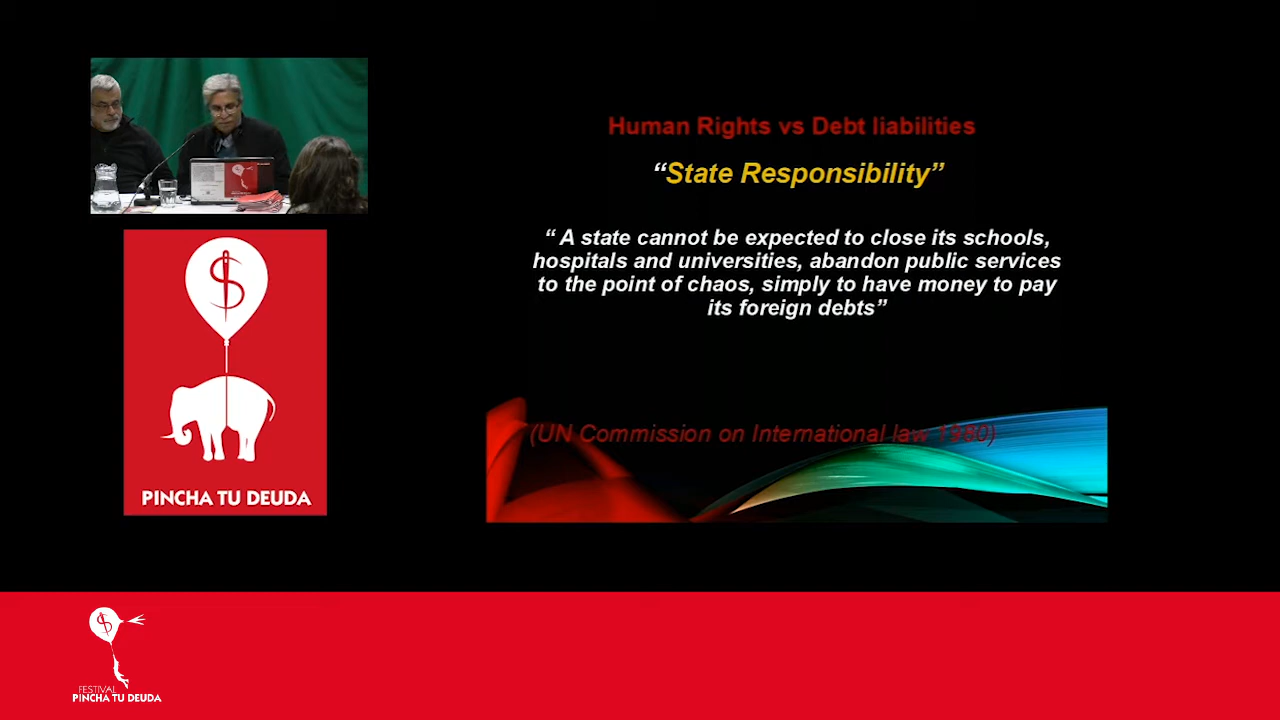 Human Rights vs Debt liabilities
“State Responsibility”
“ A state cannot be expected to close its schools,
hospitals and universities, abandon public services
to the point of chaos, simply to have money to pay
its foreign debts”
(UN Commission on International law 1980)
PINCHA TU DEUDA
FESTIVAL
PINCHA TU DEUDA